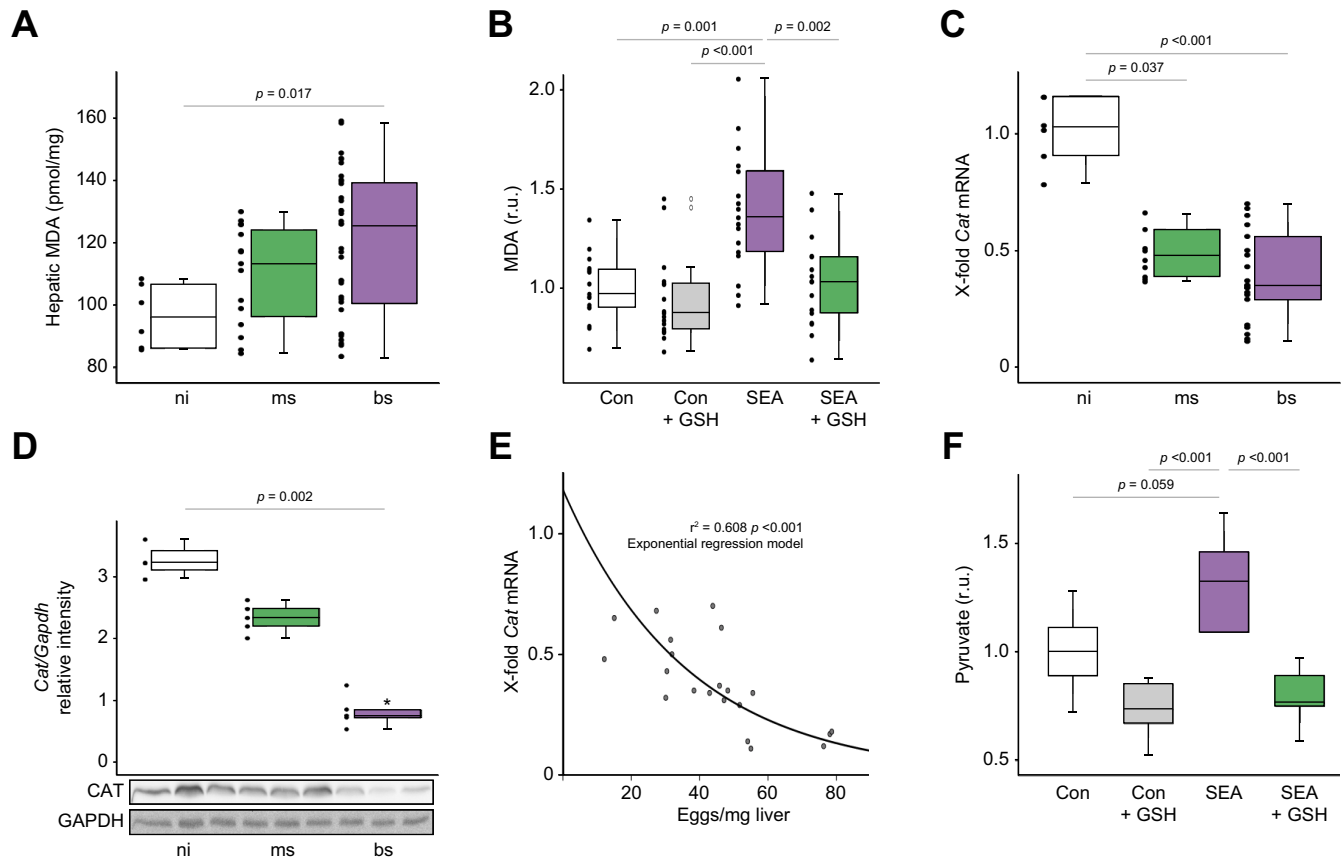 A
Hepatic MDA (pmol/mg)
160
140
120
100
80
p = 0.017
ni ms bs
B
MDA (r.u.)
2.0
1.5
1.0
p = 0.001 p = 0.002
p <0.001
Con Con SEA SEA
+ GSH + GSH
C
X-fold Cat mRNA
1.0
0.5
0
p <0.001
p = 0.037
ni ms bs
D
Cat/Gapdh
relative intensity
3
2
1
0
p = 0.002
*
CAT
GAPDH
ni ms bs
E
X-fold Cat mRNA
1.0
0.5
0
r² = 0.608 p <0.001
Exponential regression model
20 40 60 80
Eggs/mg liver
F
Pyruvate (r.u.)
1.5
1.0
0.5
p <0.001 p <0.001
p = 0.059
Con Con SEA SEA
+ GSH + GSH